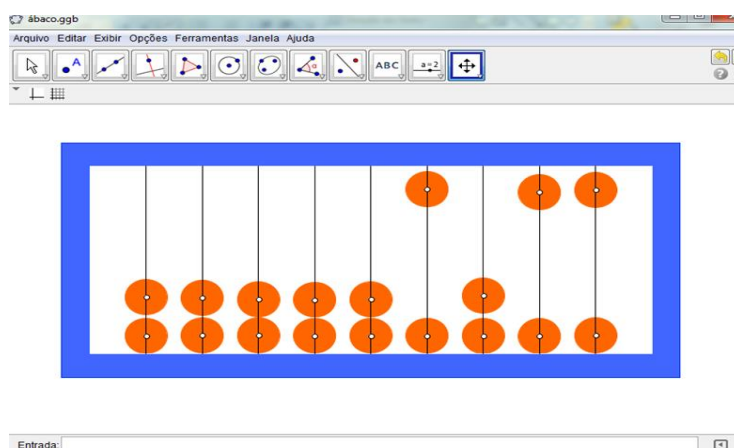 ábaco.ggb
Arquivo Editar Exibir Opções Ferramentas Janela Ajuda
A α ABC a=2
?
Entrada: